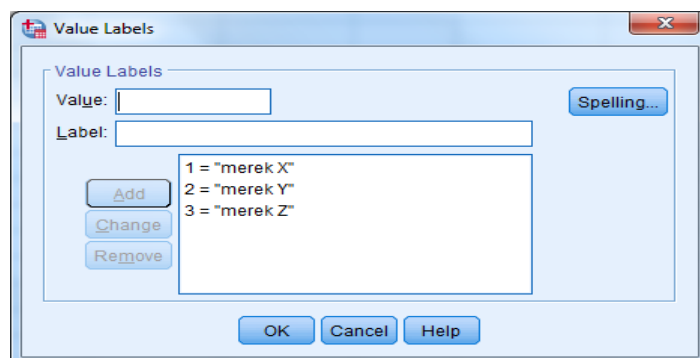 Value Labels
Value Labels
Value:
Spelling...
Label:
1 = "merek X"
Add
2 = "merek Y"
3 = "merek Z"
Change
Remove
OK Cancel Help